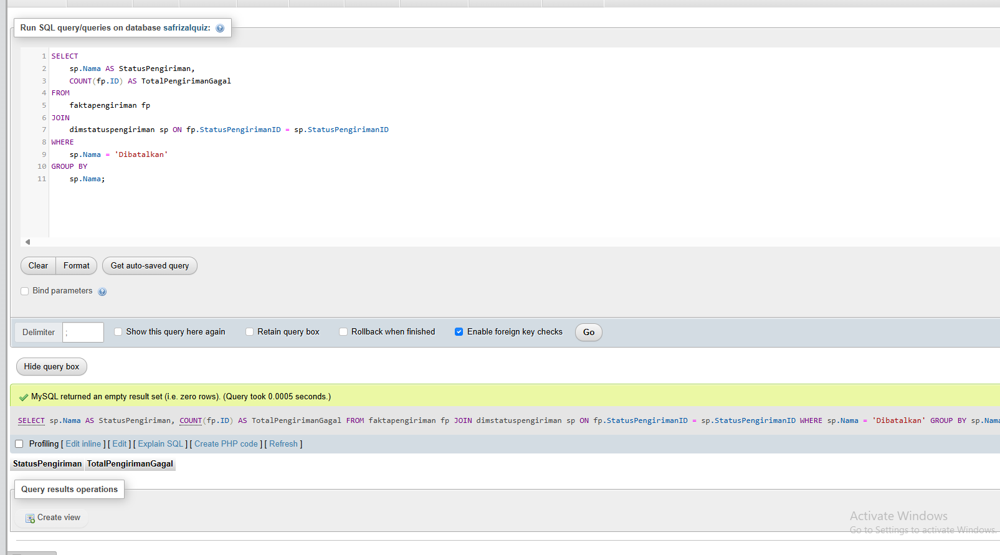 Run SQL query/queries on database safrizalquiz:
1 SELECT
2 sp.Nama AS StatusPengiriman,
3 COUNT(fp.ID) AS TotalPengirimanGagal
4 FROM
5 faktapengiriman fp
6 JOIN
7 dimstatuspengiriman sp ON fp.StatusPengirimanID = sp.StatusPengirimanID
8 WHERE
9 sp.Nama = 'Dibatalkan'
10 GROUP BY
11 sp.Nama;
Clear Format Get auto-saved query
Bind parameters
Delimiter ; Show this query here again Retain query box Rollback when finished Enable foreign key checks Go
Hide query box
MySQL returned an empty result set (i.e. zero rows). (Query took 0.0005 seconds.)
SELECT sp.Nama AS StatusPengiriman, COUNT(fp.ID) AS TotalPengirimanGagal FROM faktapengiriman fp JOIN dimstatuspengiriman sp ON fp.StatusPengirimanID = sp.StatusPengirimanID WHERE sp.Nama = 'Dibatalkan' GROUP BY sp.Nama
Profiling [ Edit inline ] [ Edit ] [ Explain SQL ] [ Create PHP code ] [ Refresh ]
StatusPengiriman TotalPengirimanGagal
Query results operations
Create view
Activate Windows
Go to Settings to activate Windows.